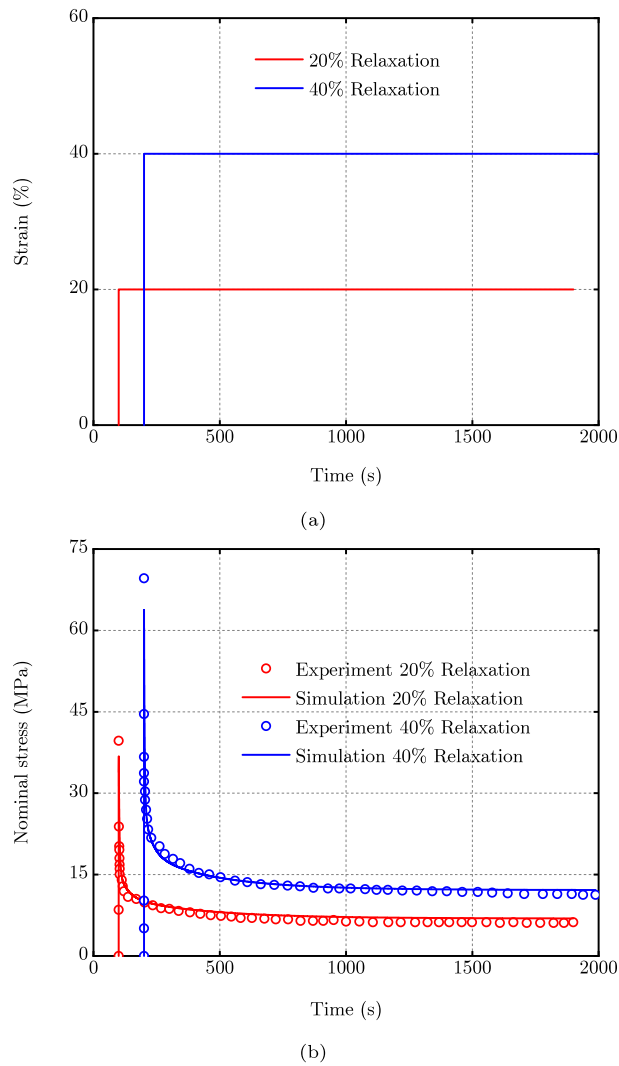 60
20% Relaxation
40% Relaxation
40
Strain (%)
20
0
0 500 1000 1500 2000
Time (s)
(a)
75
60
Experiment 20% Relaxation
Simulation 20% Relaxation
45
Experiment 40% Relaxation
Simulation 40% Relaxation
Nominal stress (MPa)
30
15
0
0 500 1000 1500 2000
Time (s)
(b)